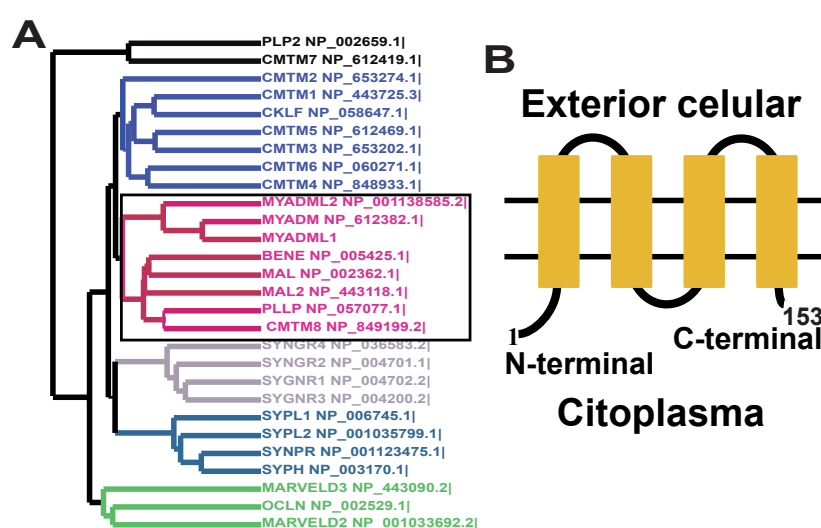 A
PLP2 NP_002659.1|
CMTM7 NP_612419.1|
CMTM2 NP_653274.1|
CMTM1 NP_443725.3|
CKLF NP_058647.1|
CMTM5 NP_612469.1|
CMTM3 NP_653202.1|
CMTM6 NP_060271.1|
CMTM4 NP_848933.1|
MYADML2 NP_001138585.2|
MYADM NP_612382.1|
MYADML1
BENE NP_005425.1|
MAL NP_002362.1|
MAL2 NP_443118.1|
PLLP NP_057077.1|
CMTM8 NP_849199.2|
SYNGR4 NP_036583.2|
SYNGR2 NP_004701.1|
SYGNR1 NP_004702.2|
SYGNR3 NP_004200.2|
SYPL1 NP_006745.1|
SYPL2 NP_001035799.1|
SYNPR NP_001123475.1|
SYPH NP_003170.1|
MARVELD3 NP_443090.2|
OCLN NP_002529.1|
MARVELD2 NP_001033692.2|
B
Exterior celular
1
153
N-terminal
C-terminal
Citoplasma